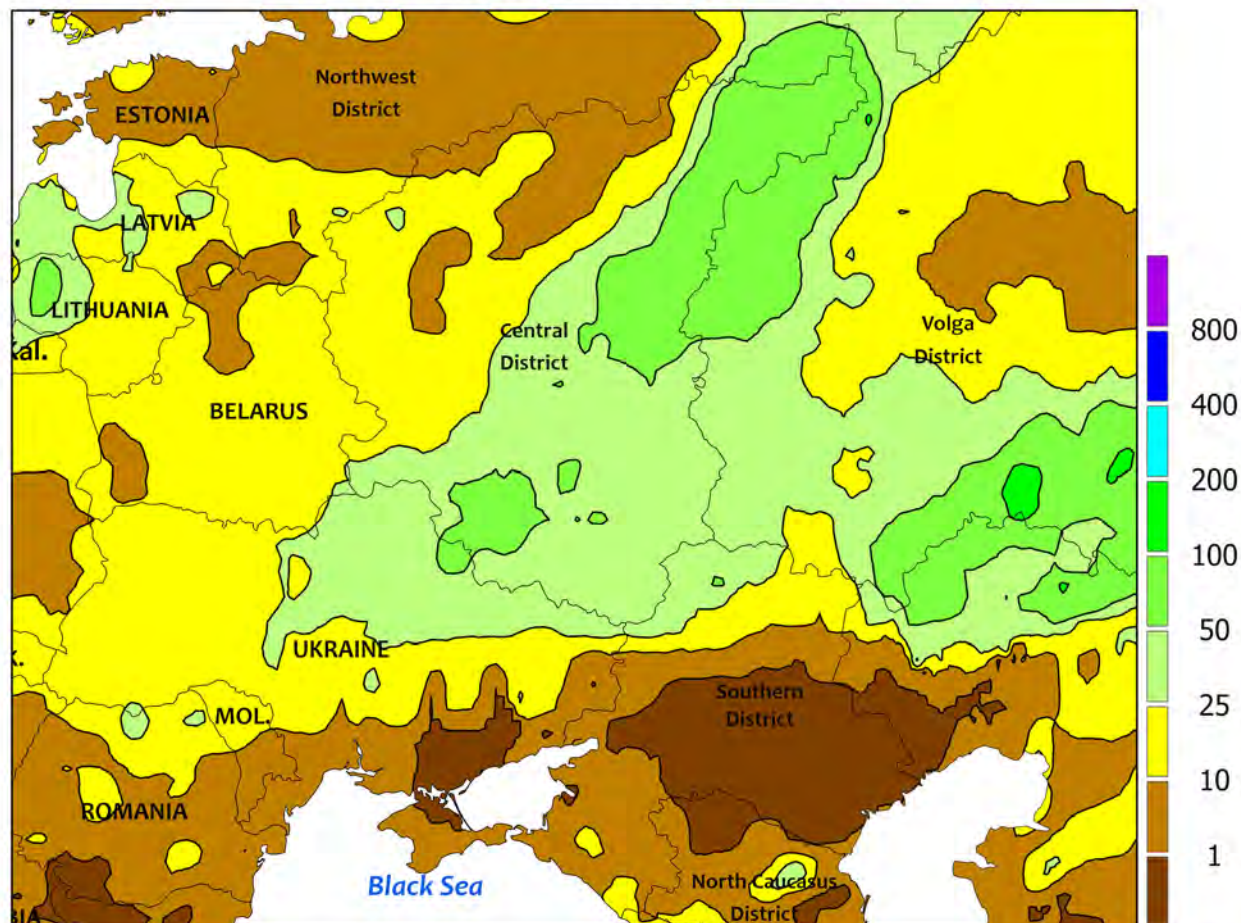 Northwest
District
ESTONIA
LATVIA
LITHUANIA
Kal.
Central
District
Volga
District
BELARUS
UKRAINE
K.
MOL.
Southern
District
ROMANIA
Black Sea
North Caucasus
District
BIA
800
400
200
100
50
25
10
1